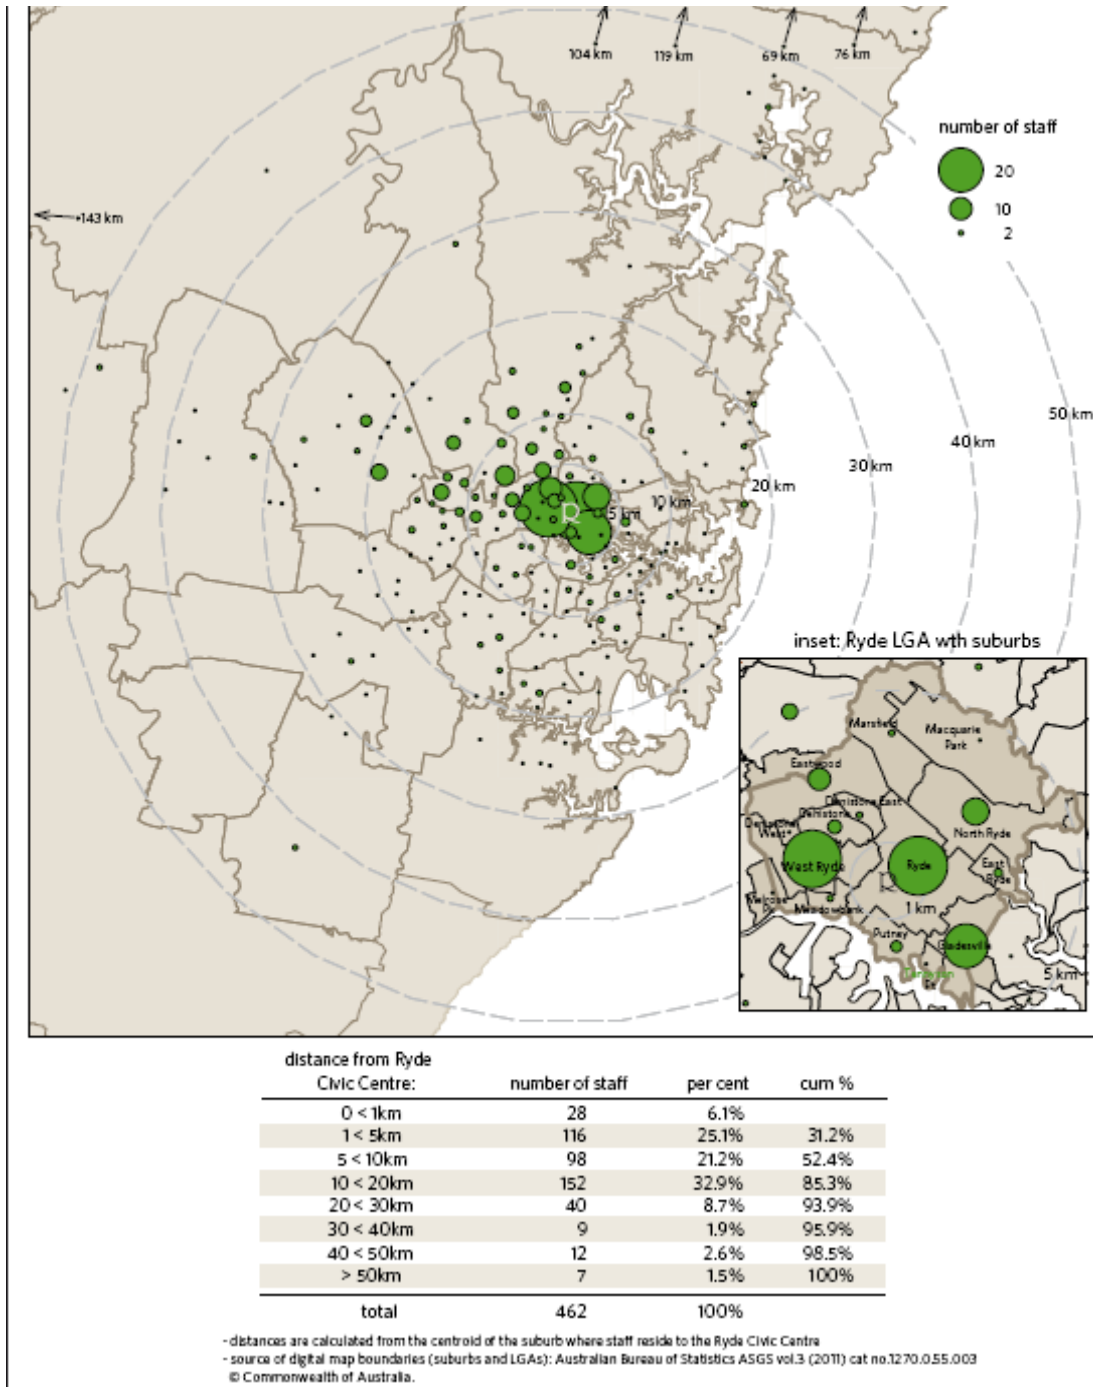 104 km
119 km
69 km
76 km
number of staff
20
10
2
143 km
50 km
40 km
30 km
20 km
10 km
5 km
R
inset: Ryde LGA wth suburbs
Marsfield
Macquarie
Park
Eastwood
Denistone East
Denistone
Denistone
West
North Ryde
West Ryde
Ryde
East
Ryde
R
Melrose
Pk
Meadowbank
1 km
Putney
Gladesville
5 km
distance from Ryde
Civic Centre: number of staff per cent cum %
0 < 1km 28 6.1%
1 < 5km 116 25.1% 31.2%
5 < 10km 98 21.2% 52.4%
10 < 20km 152 32.9% 85.3%
20 < 30km 40 8.7% 93.9%
30 < 40km 9 1.9% 95.9%
40 < 50km 12 2.6% 98.5%
> 50km 7 1.5% 100%
total 462 100%
- distances are calculated from the centroid of the suburb where staff reside to the Ryde Civic Centre
- source of digital map boundaries (suburbs and LGAs): Australian Bureau of Statistics ASGS vol.3 (2011) cat no.1270.0.55.003
© Commonwealth of Australia.